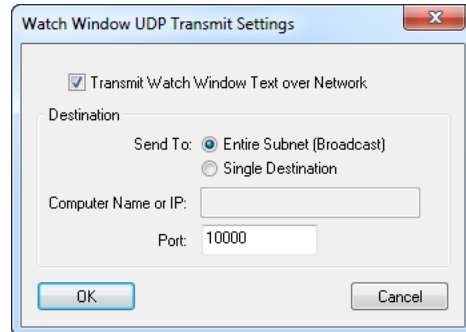 Watch Window UDP Transmit Settings
Transmit Watch Window Text over Network
Destination
Send To: Entire Subnet (Broadcast)
Single Destination
Computer Name or IP:
Port: 10000
OK Cancel